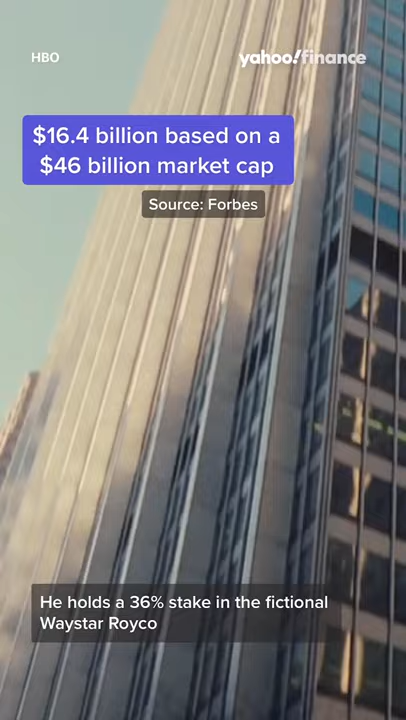 HBO
yahoo!finance
$16.4 billion based on a
$46 billion market cap
Source: Forbes
He holds a 36% stake in the fictional
Waystar Royco